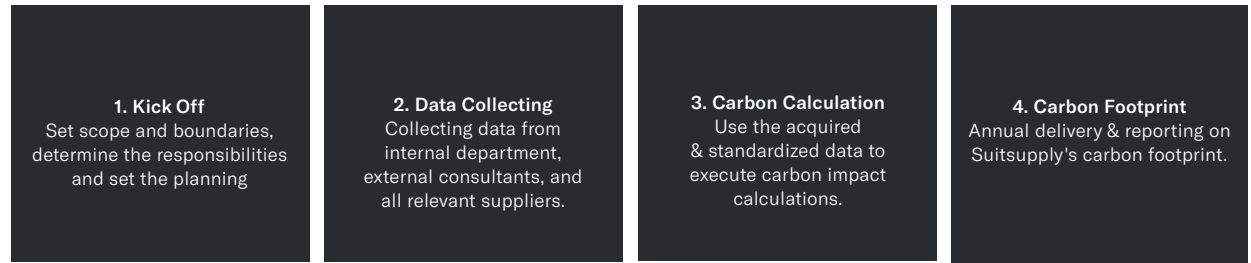 1. Kick Off
Set scope and boundaries,
determine the responsibilities
and set the planning
2. Data Collecting
Collecting data from
internal department,
external consultants, and
all relevant suppliers.
3. Carbon Calculation
Use the acquired
& standardized data to
execute carbon impact
calculations.
4. Carbon Footprint
Annual delivery & reporting on
Suitsupply's carbon footprint.